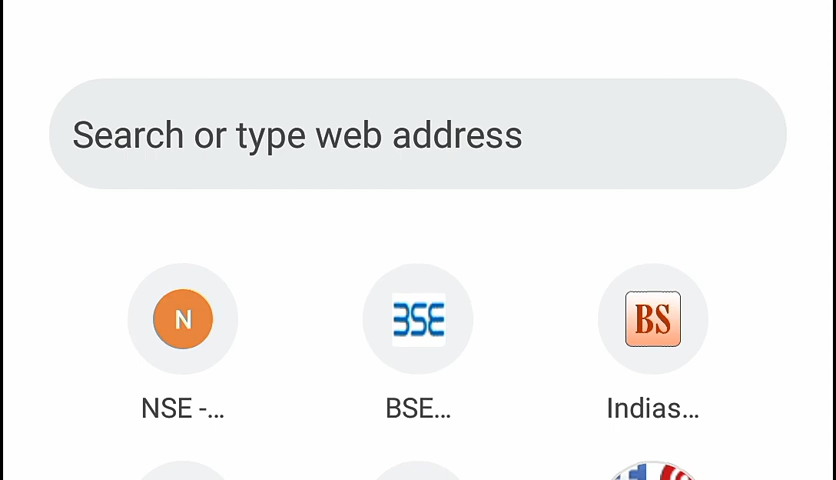 Search or type web address
N
BSE
BS
NSE -...
BSE...
Indias...